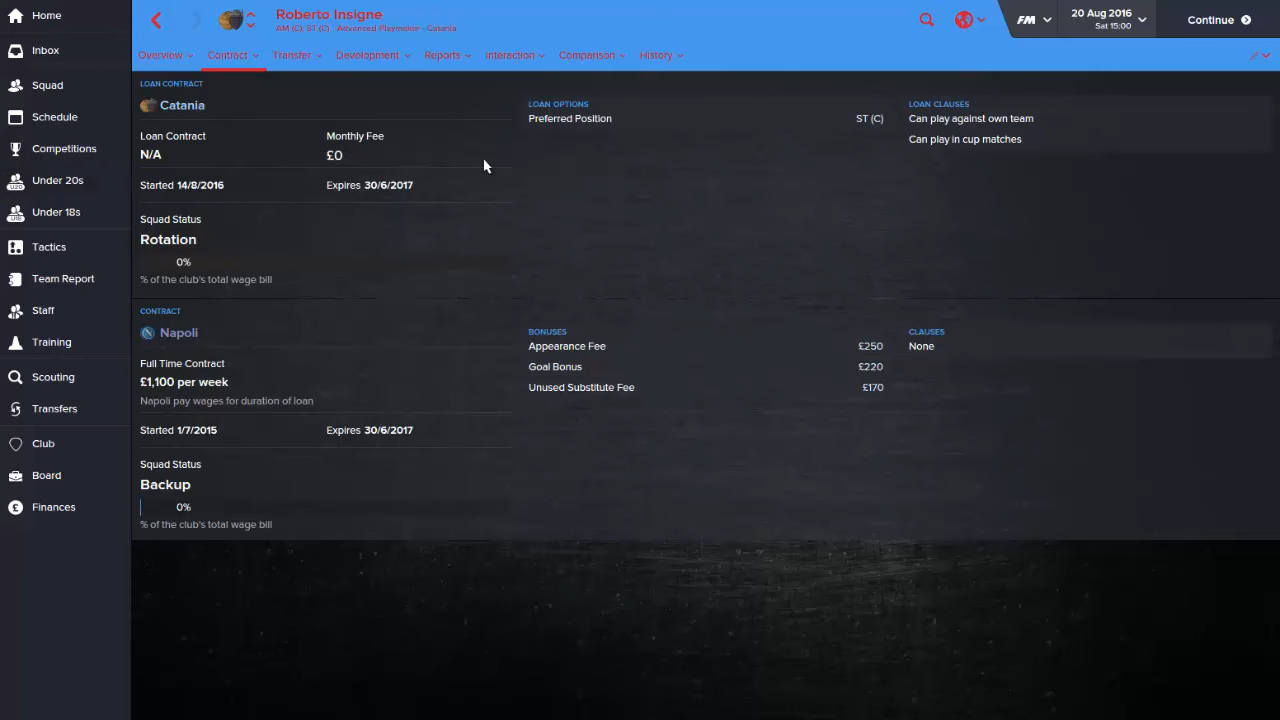 Home
Inbox
Squad
Schedule
Competitions
Under 20s
Under 18s
Tactics
Team Report
Staff
Training
Scouting
Transfers
Club
Board
Finances
Roberto Insigne
AM (C), ST (C) - Advanced Playmaker - Catania
FM
20 Aug 2016
Sat 15:00
Continue
Overview
Contract
Transfer
Development
Reports
Interaction
Comparison
History
LOAN CONTRACT
Catania
Loan Contract
N/A
Monthly Fee
£0
Started 14/8/2016
Expires 30/6/2017
Squad Status
Rotation
0%
% of the club's total wage bill
LOAN OPTIONS
Preferred Position ST (C)
LOAN CLAUSES
Can play against own team
Can play in cup matches
CONTRACT
Napoli
Full Time Contract
£1,100 per week
Napoli pay wages for duration of loan
Started 1/7/2015
Expires 30/6/2017
Squad Status
Backup
0%
% of the club's total wage bill
BONUSES
Appearance Fee £250
Goal Bonus £220
Unused Substitute Fee £170
CLAUSES
None